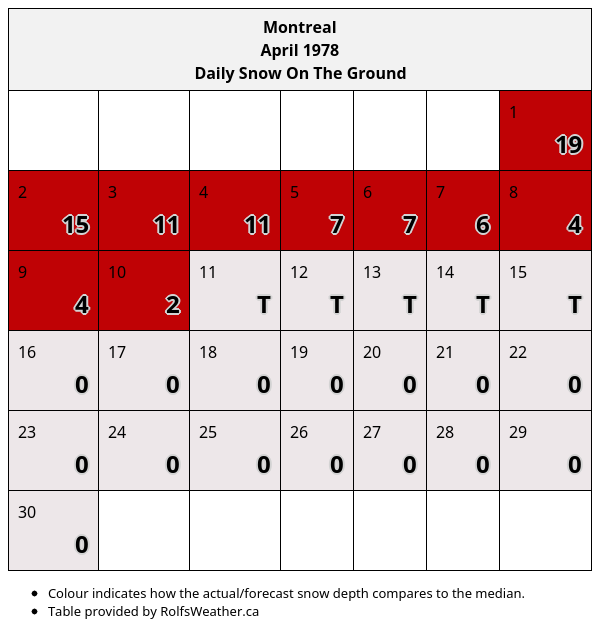 Montreal
April 1978
Daily Snow On The Ground
1
19
2 3 4 5 6 7 8
15 11 11 7 7 6 4
9 10 11 12 13 14 15
4 2 T T T T T
16 17 18 19 20 21 22
0 0 0 0 0 0 0
23 24 25 26 27 28 29
0 0 0 0 0 0 0
30
0
• Colour indicates how the actual/forecast snow depth compares to the median.
• Table provided by RolfsWeather.ca